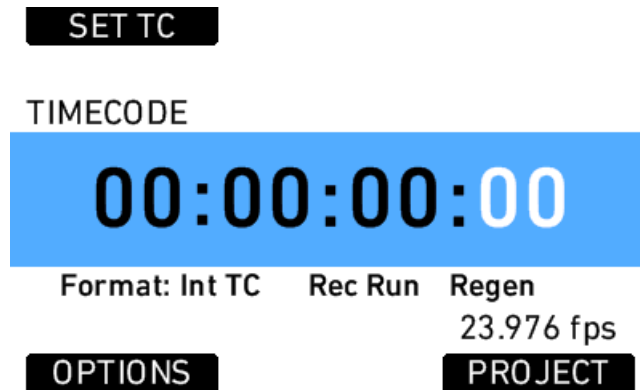 SET TC
TIMECODE
00:00:00:00
Format: Int TC Rec Run Regen
23.976 fps
OPTIONS PROJECT